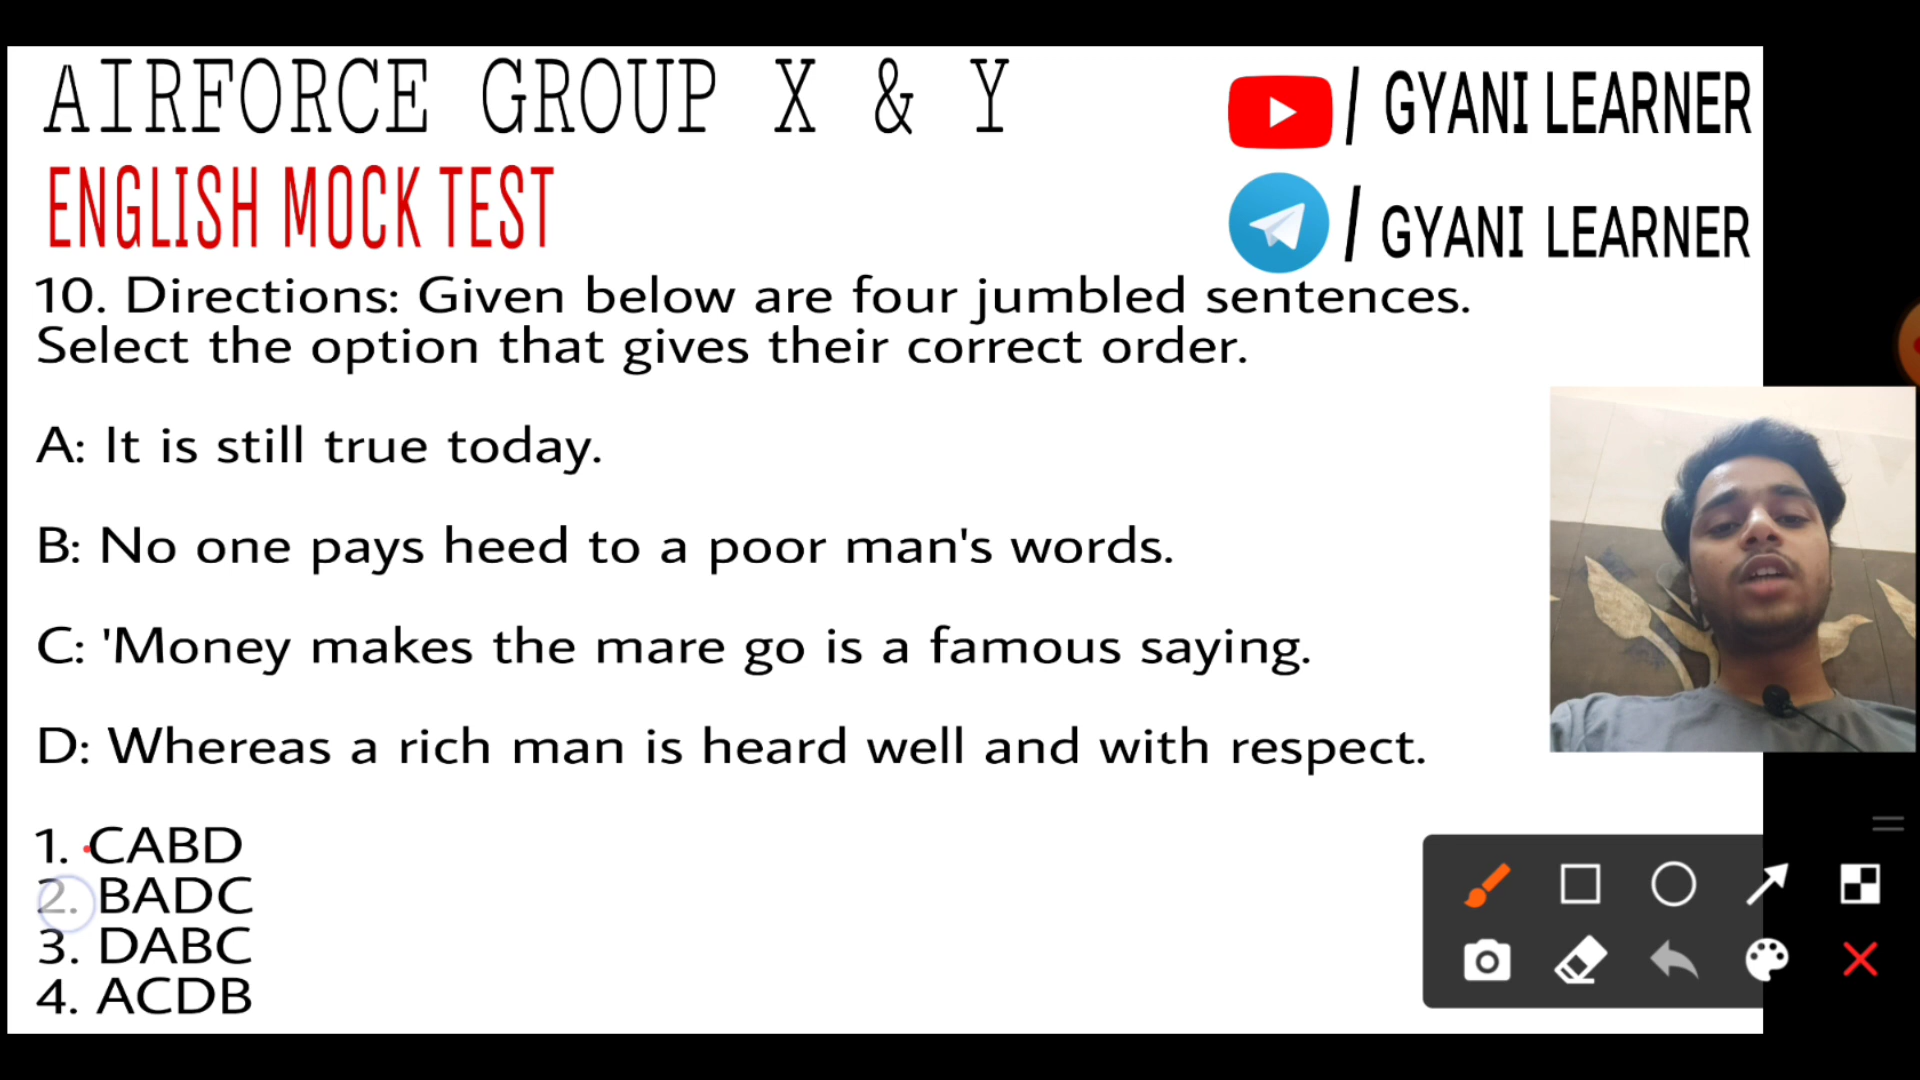 AIRFORCE GROUP X & Y
/ GYANI LEARNER
ENGLISH MOCK TEST
/ GYANI LEARNER
10. Directions: Given below are four jumbled sentences.
Select the option that gives their correct order.
A: It is still true today.
B: No one pays heed to a poor man's words.
C: 'Money makes the mare go is a famous saying.
D: Whereas a rich man is heard well and with respect.
1. CABD
2. BADC
3. DABC
4. ACDB